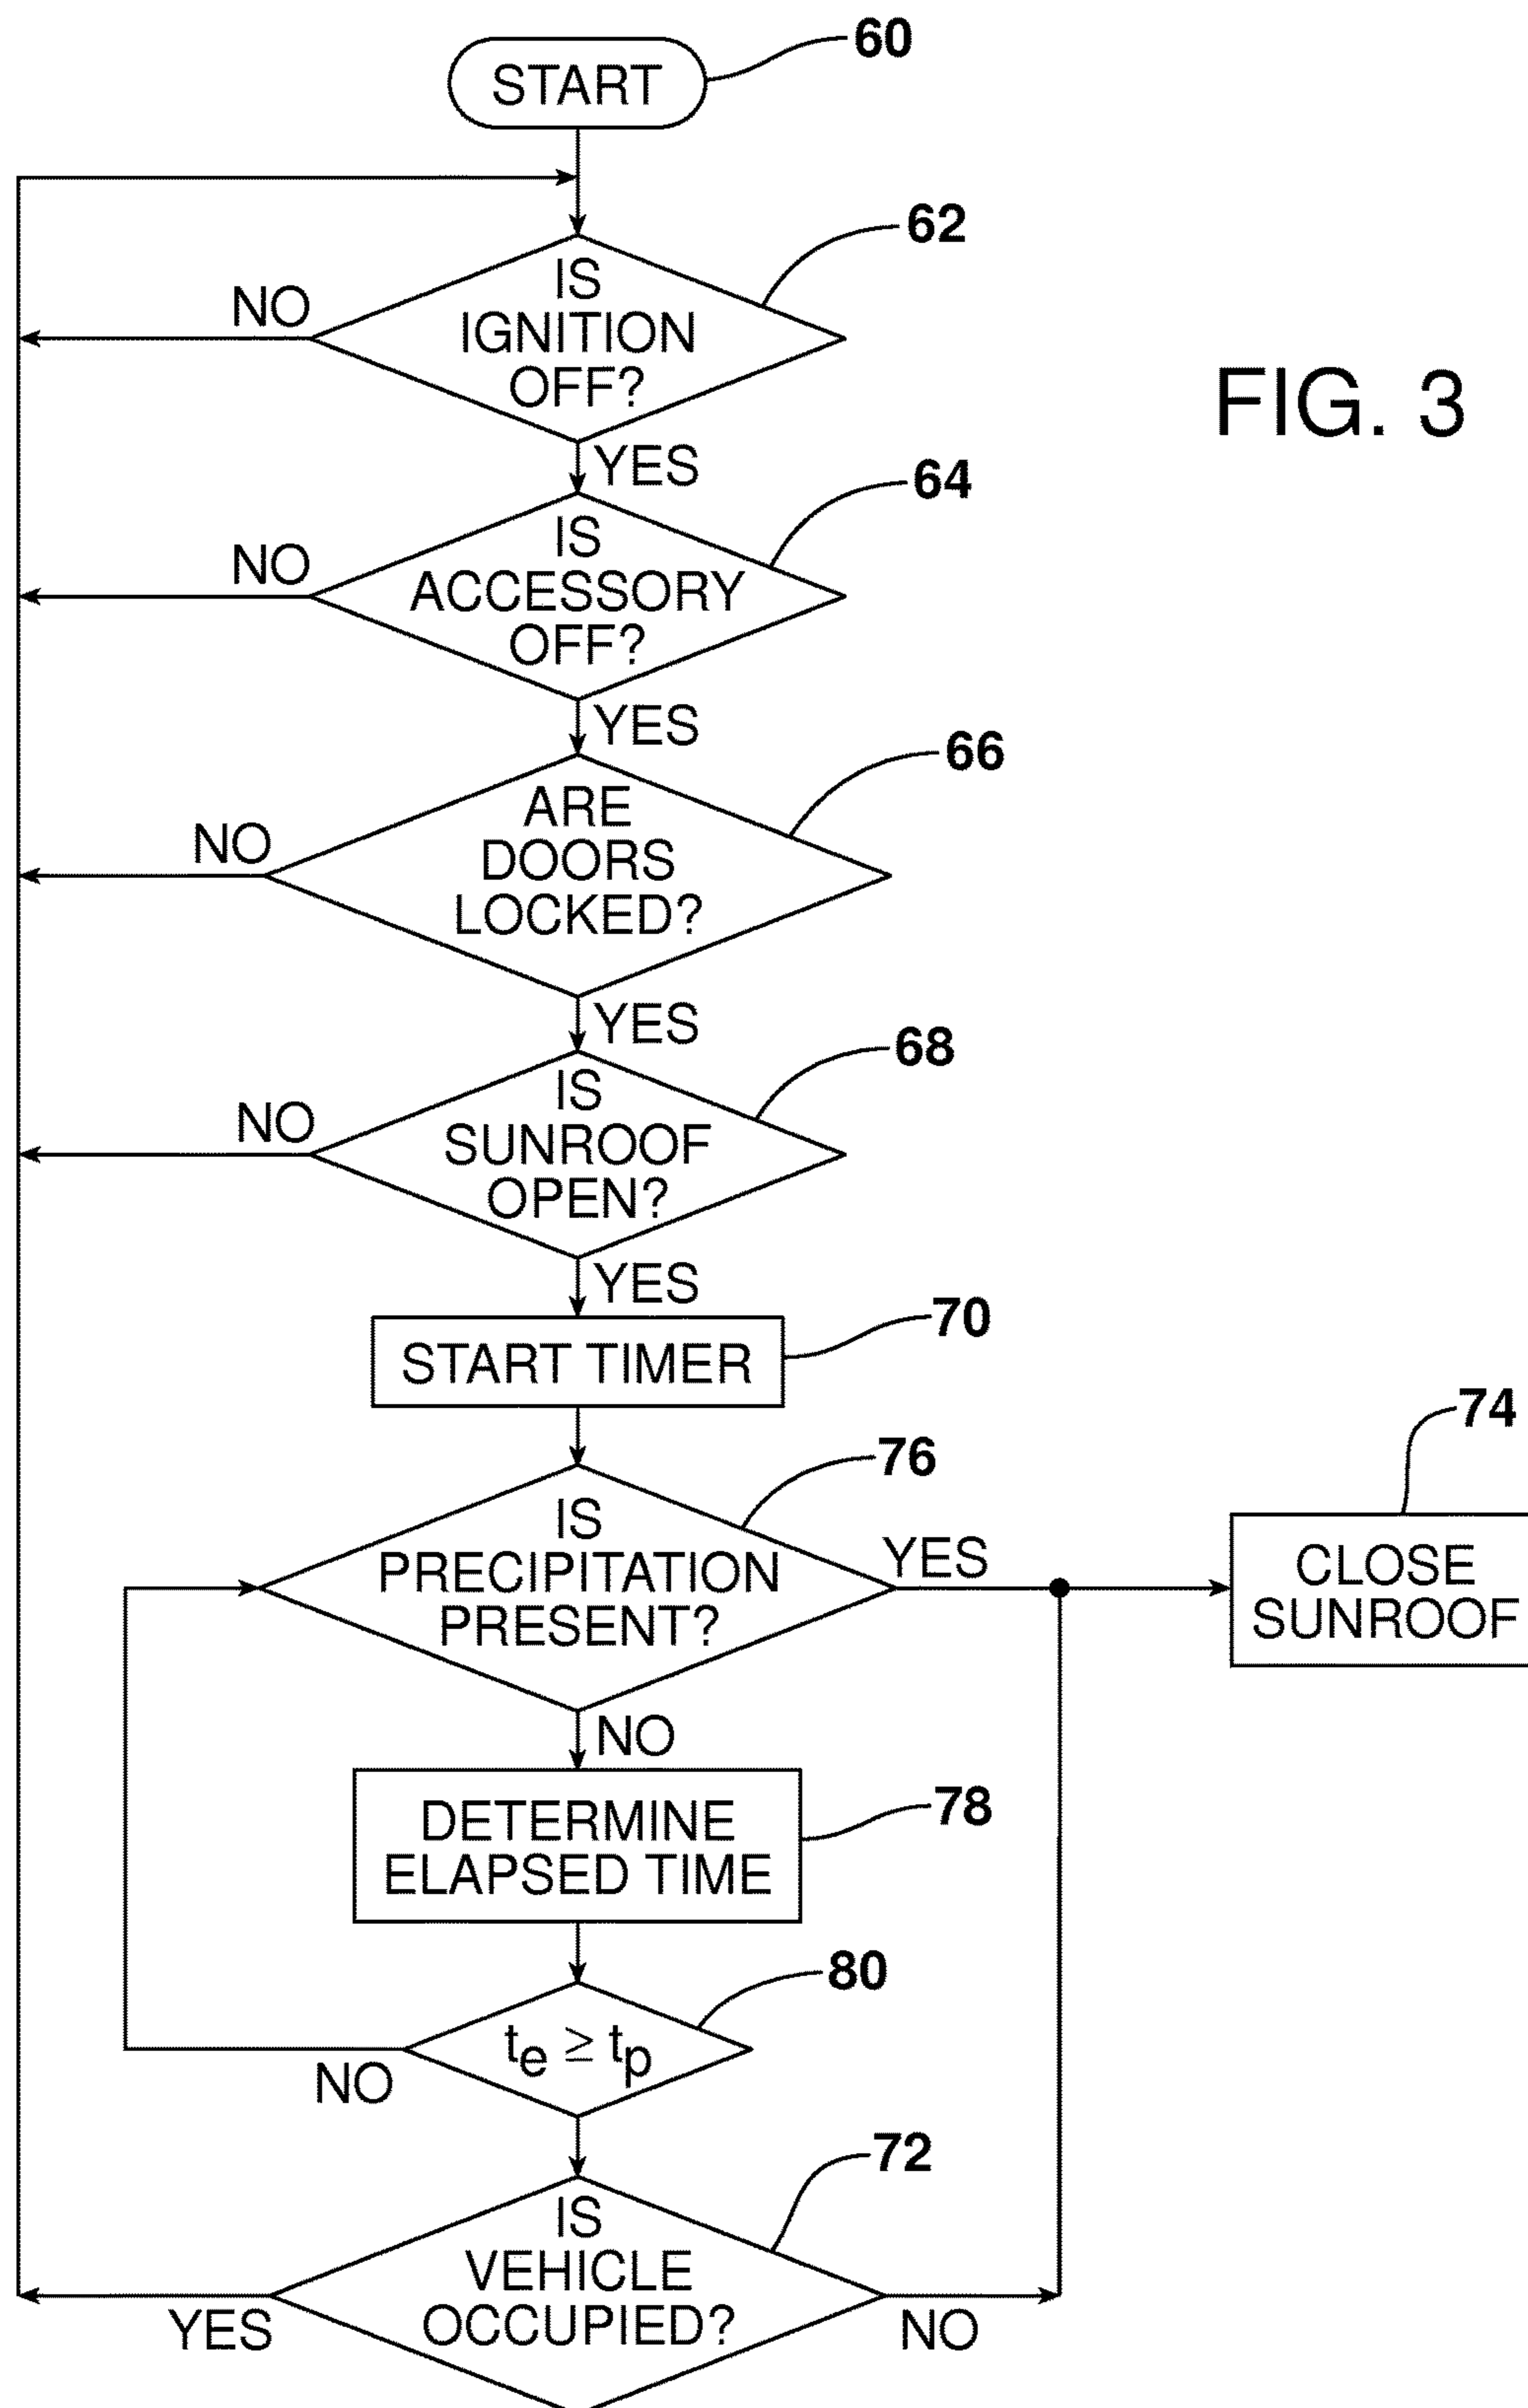 START
60
62
NO
IS
IGNITION
OFF?
FIG. 3
YES
64
NO
IS
ACCESSORY
OFF?
YES
66
NO
ARE
DOORS
LOCKED?
YES
68
NO
IS
SUNROOF
OPEN?
YES
70
START TIMER
74
76
IS
PRECIPITATION
PRESENT?
YES
CLOSE
SUNROOF
NO
78
DETERMINE
ELAPSED TIME
80
te ≥ tp
NO
72
IS
VEHICLE
OCCUPIED?
YES
NO